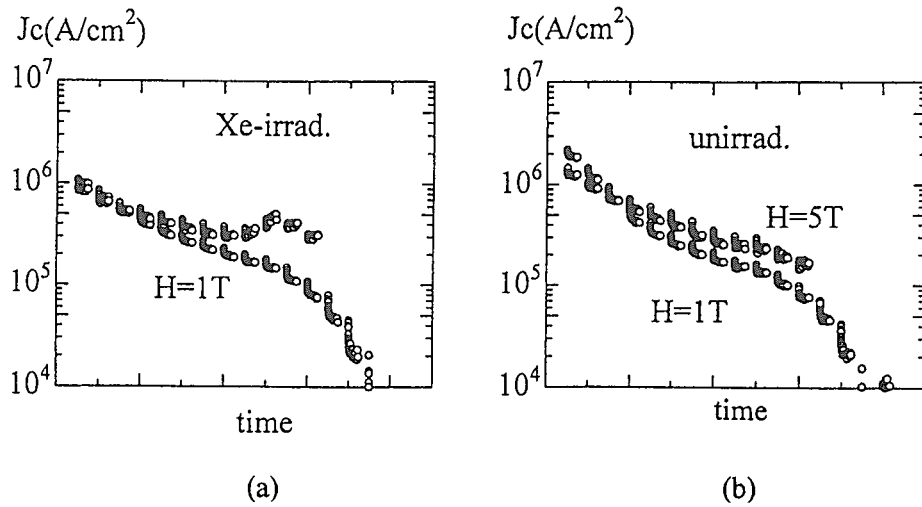 Jc(A/cm²)
10⁷
10⁶
10⁵
10⁴
Xe-irrad.
H=1T
time
(a)
Jc(A/cm²)
10⁷
10⁶
10⁵
10⁴
unirrad.
H=5T
H=1T
time
(b)